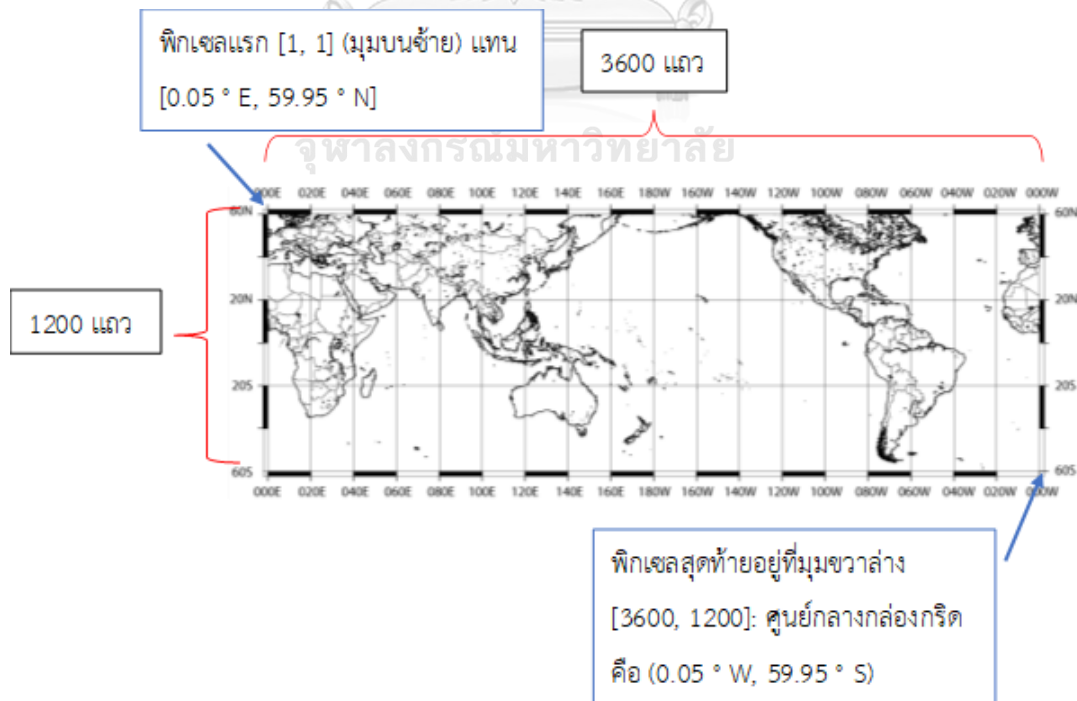 พิกเซลแรก [1, 1] (มุมบนซ้าย) แทน
[0.05 ° E, 59.95 ° N]
3600 แถว
จุฬาลงกรณ์มหาวิทยาลัย
000E 020E 040E 060E 080E 100E 120E 140E 160E 180W 160W 140W 120W 100W 080W 060W 040W 020W 000W
60N 60N
20N 20N
1200 แถว
20S 20S
60S 60S
000E 020E 040E 060E 080E 100E 120E 140E 160E 180W 160W 140W 120W 100W 080W 060W 040W 020W 000W
พิกเซลสุดท้ายอยู่ที่มุมขวาล่าง
[3600, 1200]: ศูนย์กลางกล่องกริด
คือ (0.05 ° W, 59.95 ° S)